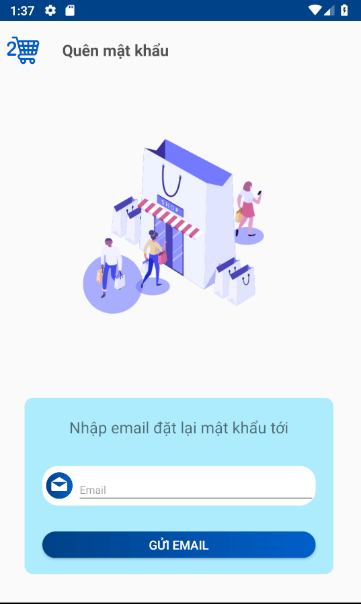 1:37
2
Quên mật khẩu
Nhập email đặt lại mật khẩu tới
Email
GỬI EMAIL